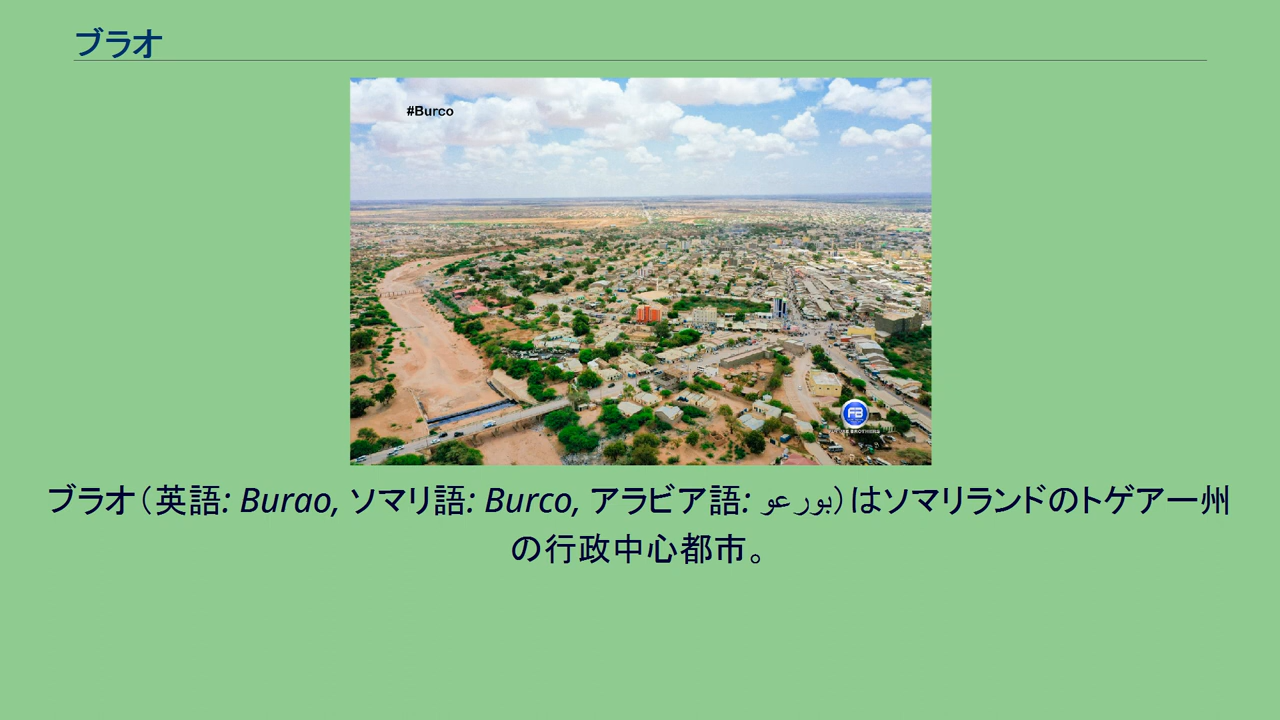 ブラオ
#Burco
FB
ブラオ（英語: Burao, ソマリ語: Burco, アラビア語: بورعو）はソマリランドのトゲアー州
の行政中心都市。